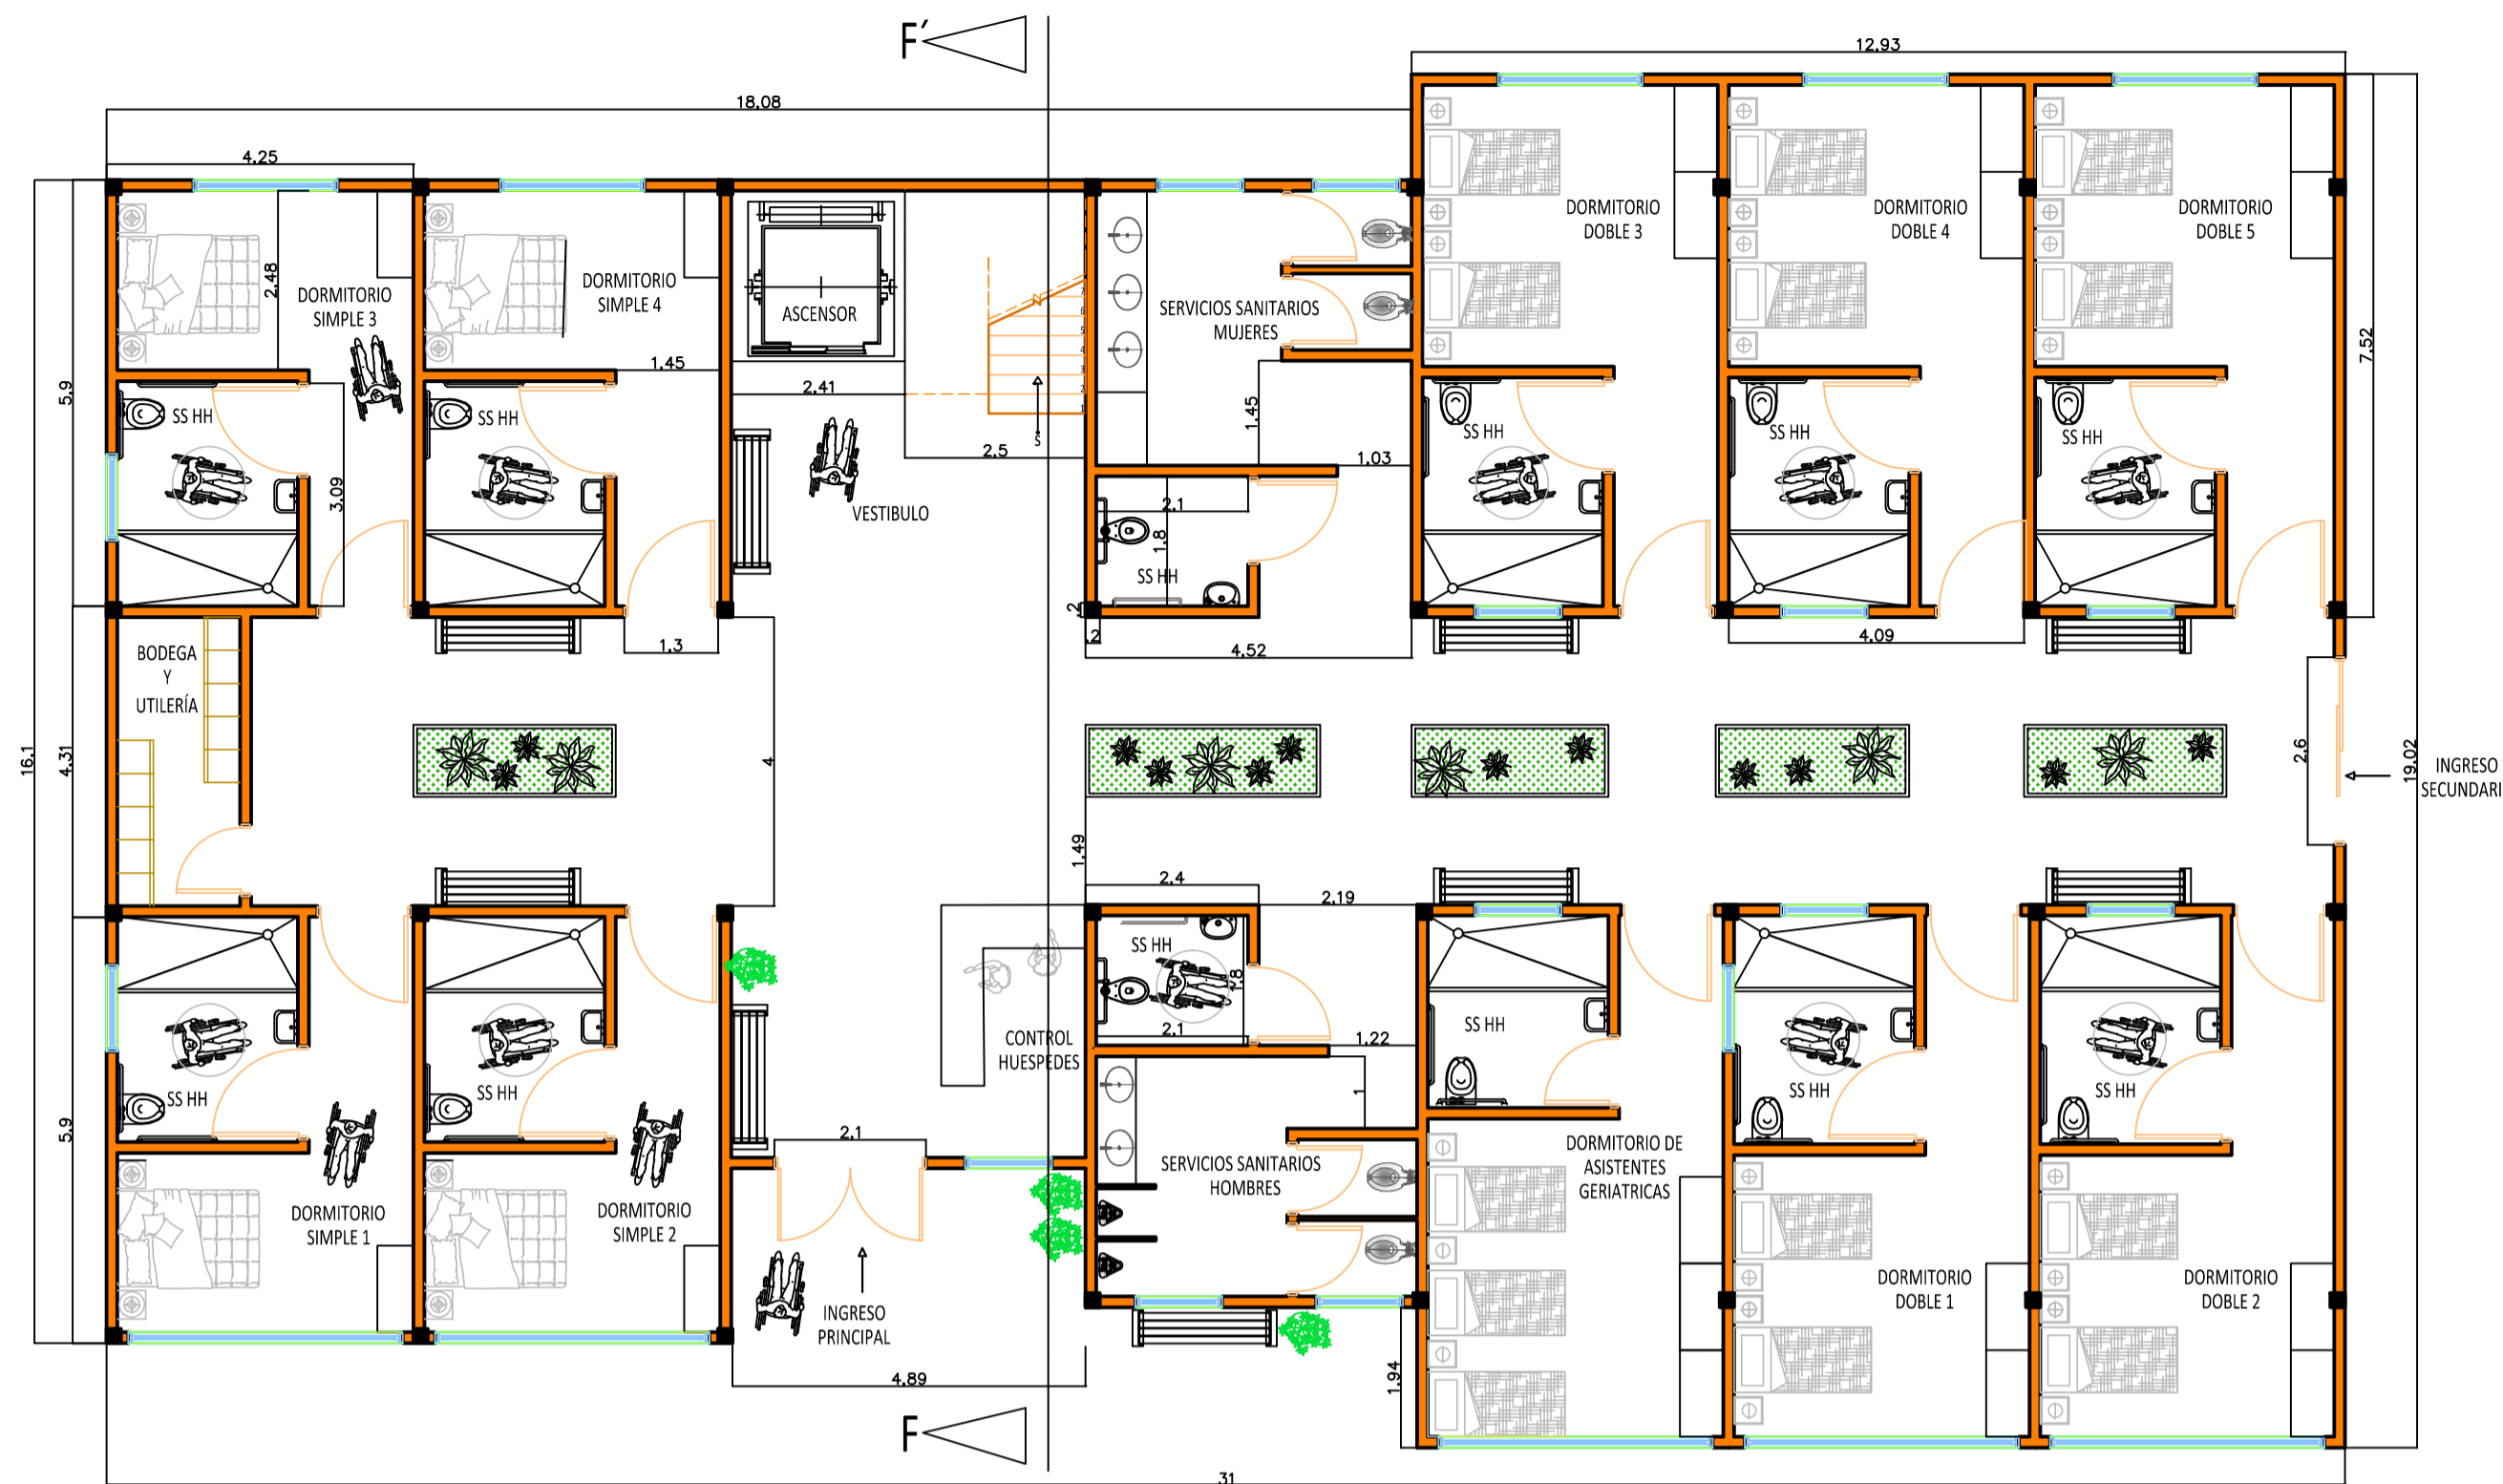 F'
12.93
18.08
4.25
DORMITORIO
SIMPLE 3
2.48
5.9
SS HH
3.09
DORMITORIO
SIMPLE 4
1.45
SS HH
ASCENSOR
2.41
2.5
VESTIBULO
7
6
5
4
3
2
1
S
SERVICIOS SANITARIOS
MUJERES
1.45
1.03
2.1
1.8
SS HH
.2
.2
4.52
DORMITORIO
DOBLE 3
SS HH
DORMITORIO
DOBLE 4
SS HH
4.09
DORMITORIO
DOBLE 5
SS HH
7.52
BODEGA
Y
UTILERÍA
16.1
4.31
1.3
4
1.49
2.6
19.02
INGRESO
SECUNDARI
5.9
SS HH
DORMITORIO
SIMPLE 1
SS HH
DORMITORIO
SIMPLE 2
CONTROL
HUESPEDES
2.1
INGRESO
PRINCIPAL
4.89
2.4
2.19
SS HH
1.8
2.1
1.22
1
SERVICIOS SANITARIOS
HOMBRES
1.94
SS HH
DORMITORIO DE
ASISTENTES
GERIATRICAS
SS HH
DORMITORIO
DOBLE 1
SS HH
DORMITORIO
DOBLE 2
F
31